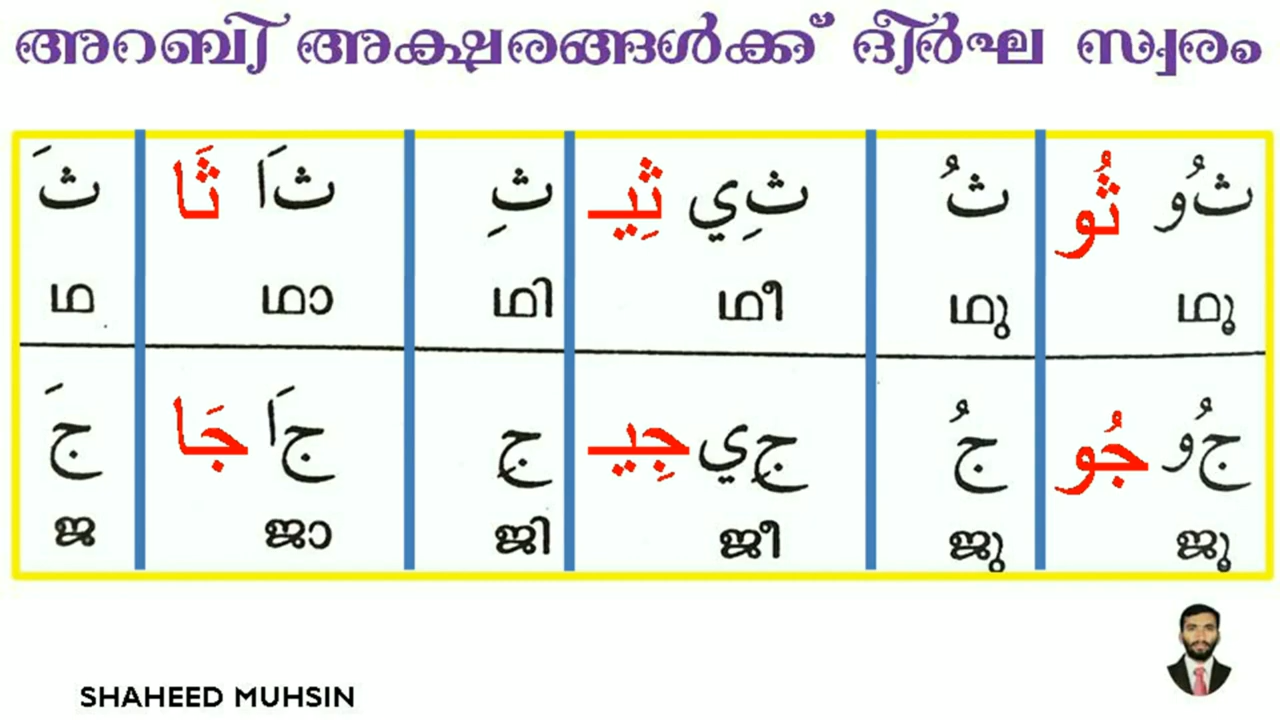 അറബി അക്ഷരങ്ങൾക്ക് ദീർഘ സ്വരം
ثَ ثَا ث َا ثِ ثِيـ ث ِي ثُ ثُو ث ُو
ഥ ഥാ ഥി ഥീ ഥു ഥൂ
جَ جَا ج َا جِ جِيـ ج ِي جُ جُو ج ُو
ജ ജാ ജി ജീ ജു ജൂ
SHAHEED MUHSIN